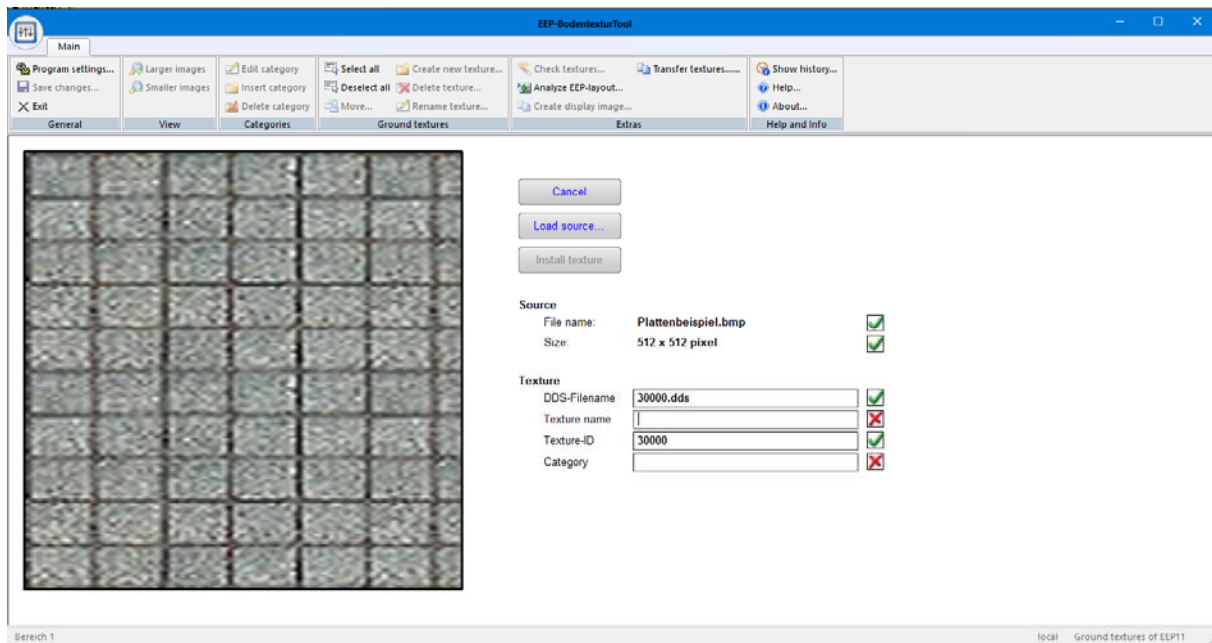 EEP-BodentexturTool
Main
Program settings...
Save changes...
Exit
General
Larger images
Smaller images
View
Edit category
Insert category
Delete category
Categories
Select all
Deselect all
Move...
Create new texture...
Delete texture...
Rename texture...
Ground textures
Check textures...
Analyze EEP-layout...
Create display image...
Transfer textures......
Extras
Show history...
Help...
About...
Help and Info
Cancel
Load source...
Install texture
Source
File name: Plattenbeispiel.bmp
Size: 512 x 512 pixel
Texture
DDS-Filename 30000.dds
Texture name
Texture-ID 30000
Category
Bereich 1 local Ground textures of EEP11